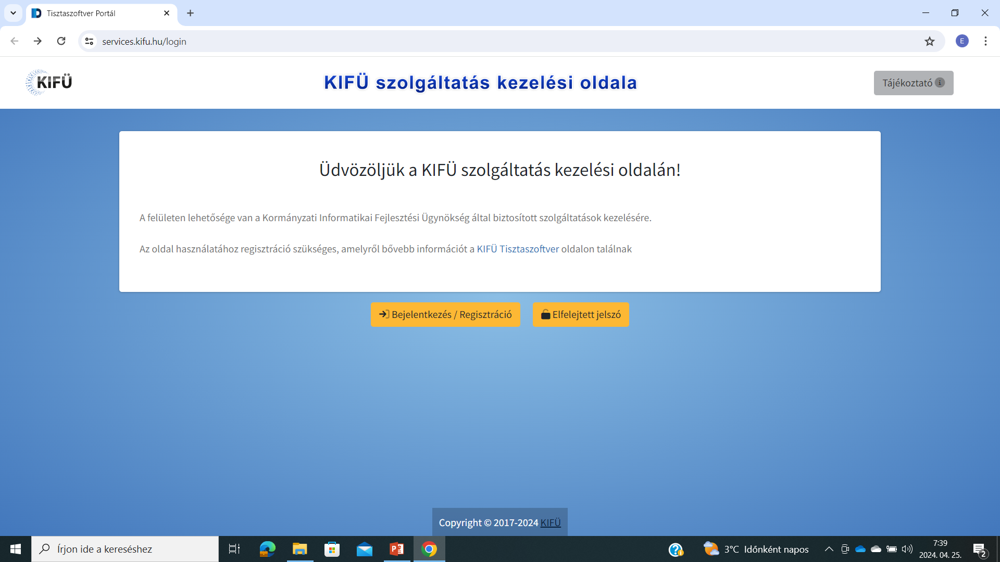 Tisztaszoftver Portál
services.kifu.hu/login
E
KIFÜ
KIFÜ szolgáltatás kezelési oldala
Tájékoztató
Üdvözöljük a KIFÜ szolgáltatás kezelési oldalán!
A felületen lehetősége van a Kormányzati Informatikai Fejlesztési Ügynökség által biztosított szolgáltatások kezelésére.
Az oldal használatához regisztráció szükséges, amelyről bővebb információt a KIFÜ Tisztaszoftver oldalon találnak
Bejelentkezés / Regisztráció
Elfelejtett jelszó
Copyright © 2017-2024 KIFÜ
Írjon ide a kereséshez
3°C Időnként napos
7:39
2024. 04. 25.
2